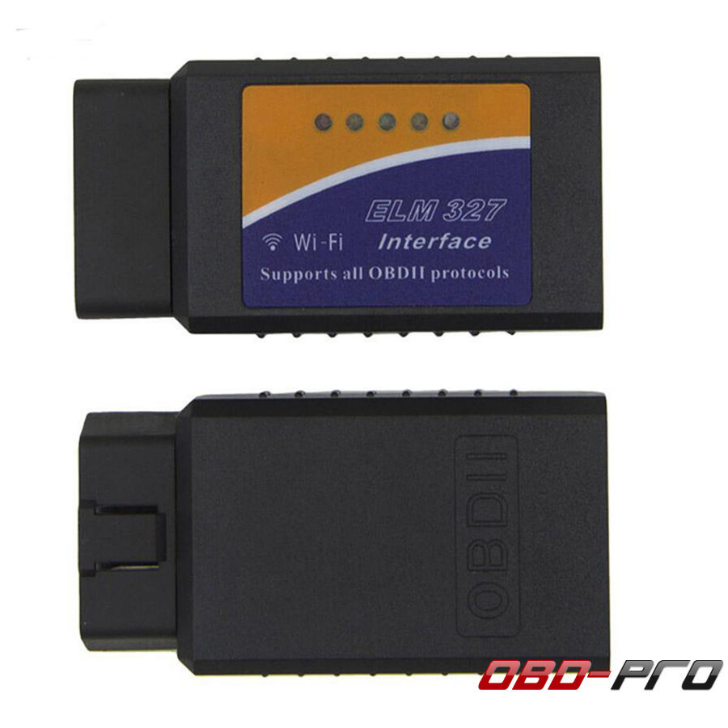 ELM 327
Wi-Fi Interface
Supports all OBDII protocols
OBDII
OBD-PRO